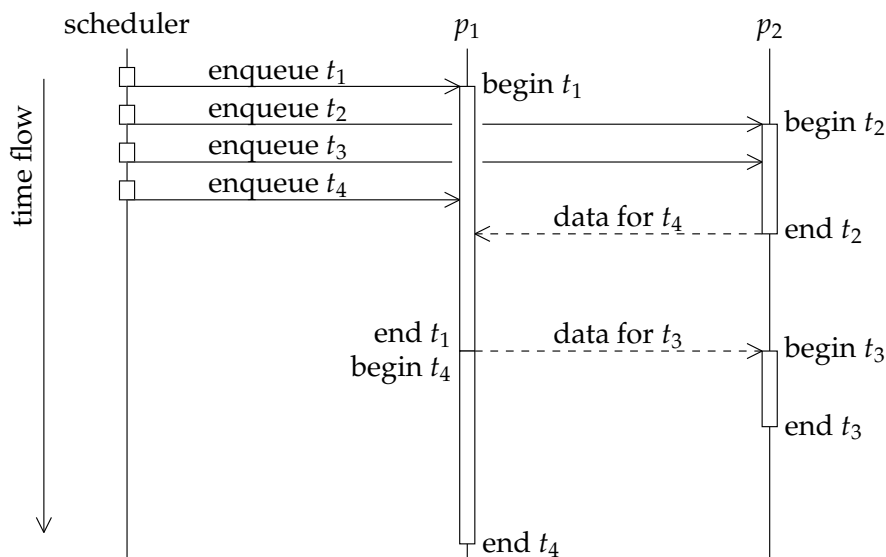 scheduler
p₁
p₂
enqueue t₁
begin t₁
enqueue t₂
begin t₂
enqueue t₃
enqueue t₄
time flow
data for t₄
end t₂
end t₁
data for t₃
begin t₃
begin t₄
end t₃
end t₄